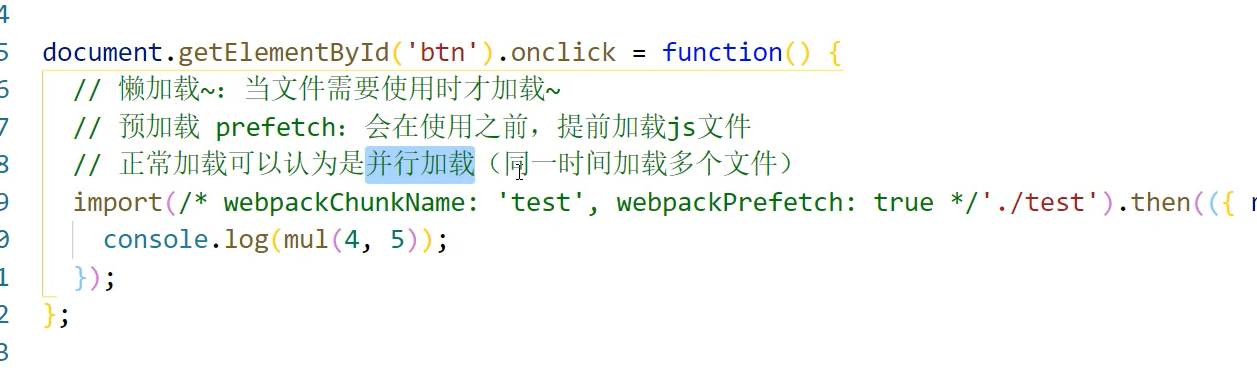 4
5 document.getElementById('btn').onclick = function() {
6 // 懒加载~：当文件需要使用时才加载~
7 // 预加载 prefetch：会在使用之前，提前加载js文件
8 // 正常加载可以认为是并行加载（同一时间加载多个文件）
9 import(/* webpackChunkName: 'test', webpackPrefetch: true */'./test').then(({
0 console.log(mul(4, 5));
1 });
2 };
3